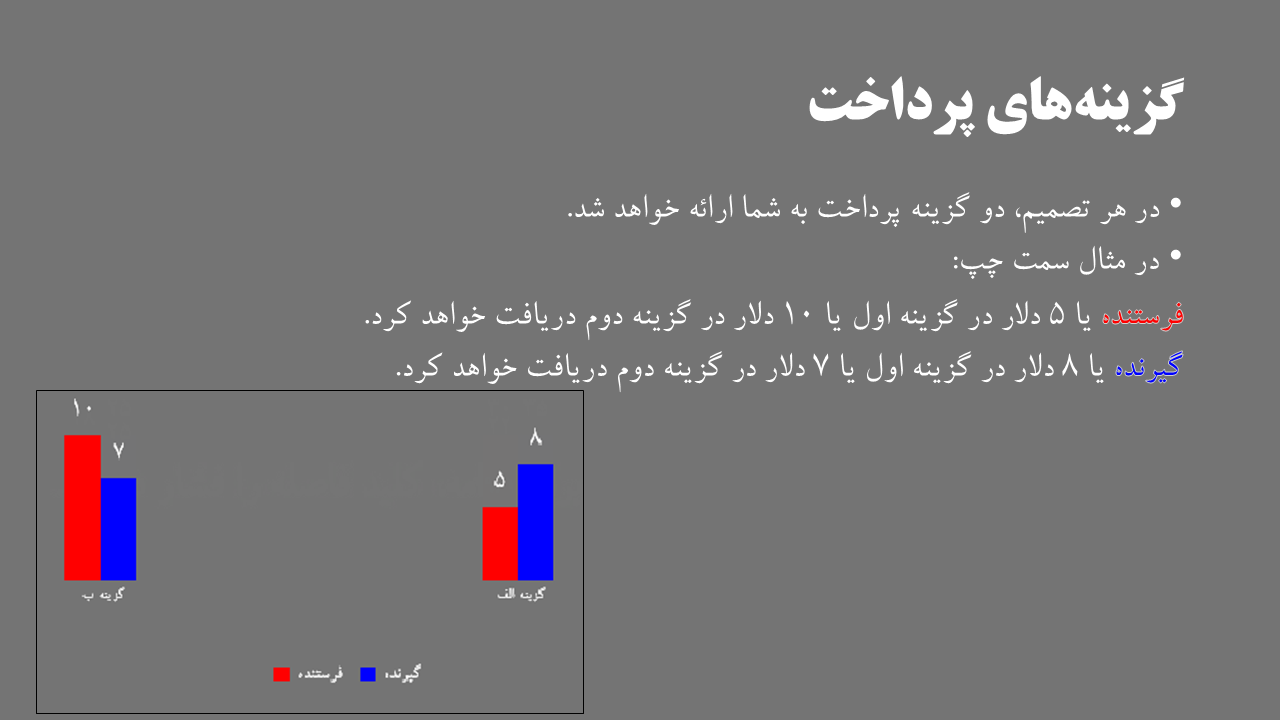 گزینه‌های پرداخت
• در هر تصمیم، دو گزینه پرداخت به شما ارائه خواهد شد.
• در مثال سمت چپ:
فرستنده یا ۵ دلار در گزینه اول یا ۱۰ دلار در گزینه دوم دریافت خواهد کرد.
گیرنده یا ۸ دلار در گزینه اول یا ۷ دلار در گزینه دوم دریافت خواهد کرد.
۸
۵
۱۰
۷
گزینه الف
گزینه ب
گیرنده
فرستنده